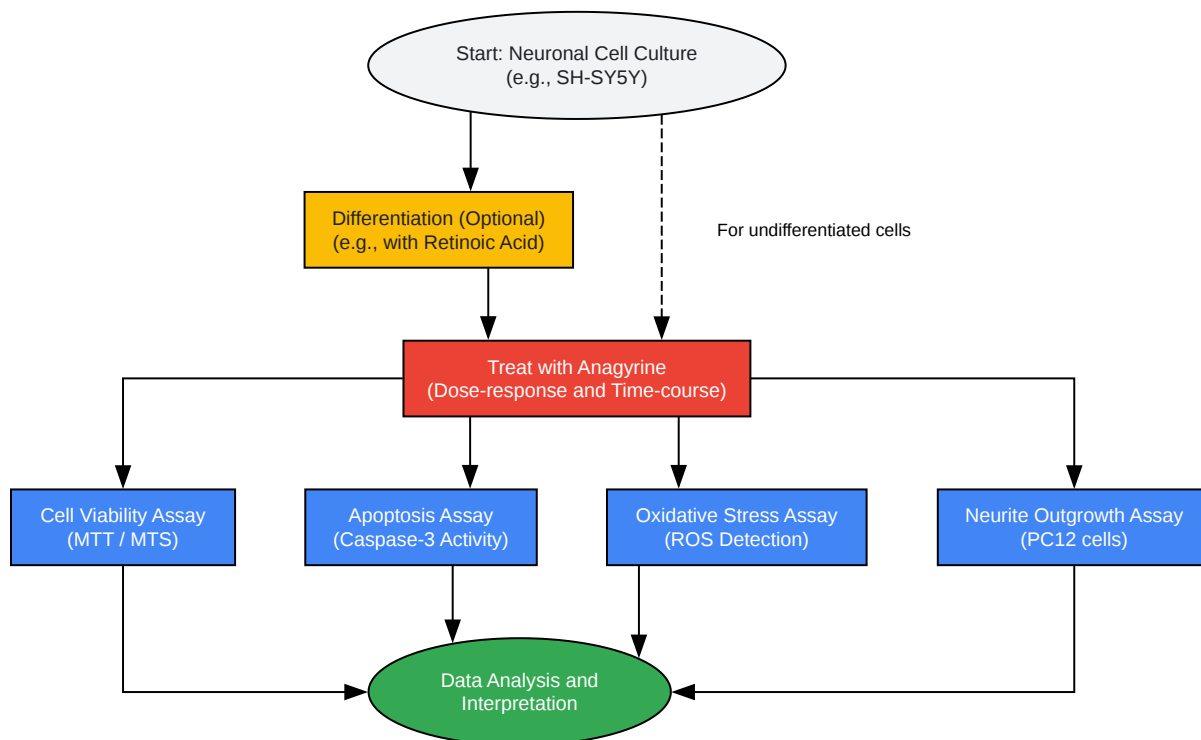 Start: Neuronal Cell Culture
(e.g., SH-SY5Y)
Differentiation (Optional)
(e.g., with Retinoic Acid)
For undifferentiated cells
Treat with Anagyrine
(Dose-response and Time-course)
Cell Viability Assay
(MTT / MTS)
Apoptosis Assay
(Caspase-3 Activity)
Oxidative Stress Assay
(ROS Detection)
Neurite Outgrowth Assay
(PC12 cells)
Data Analysis and
Interpretation